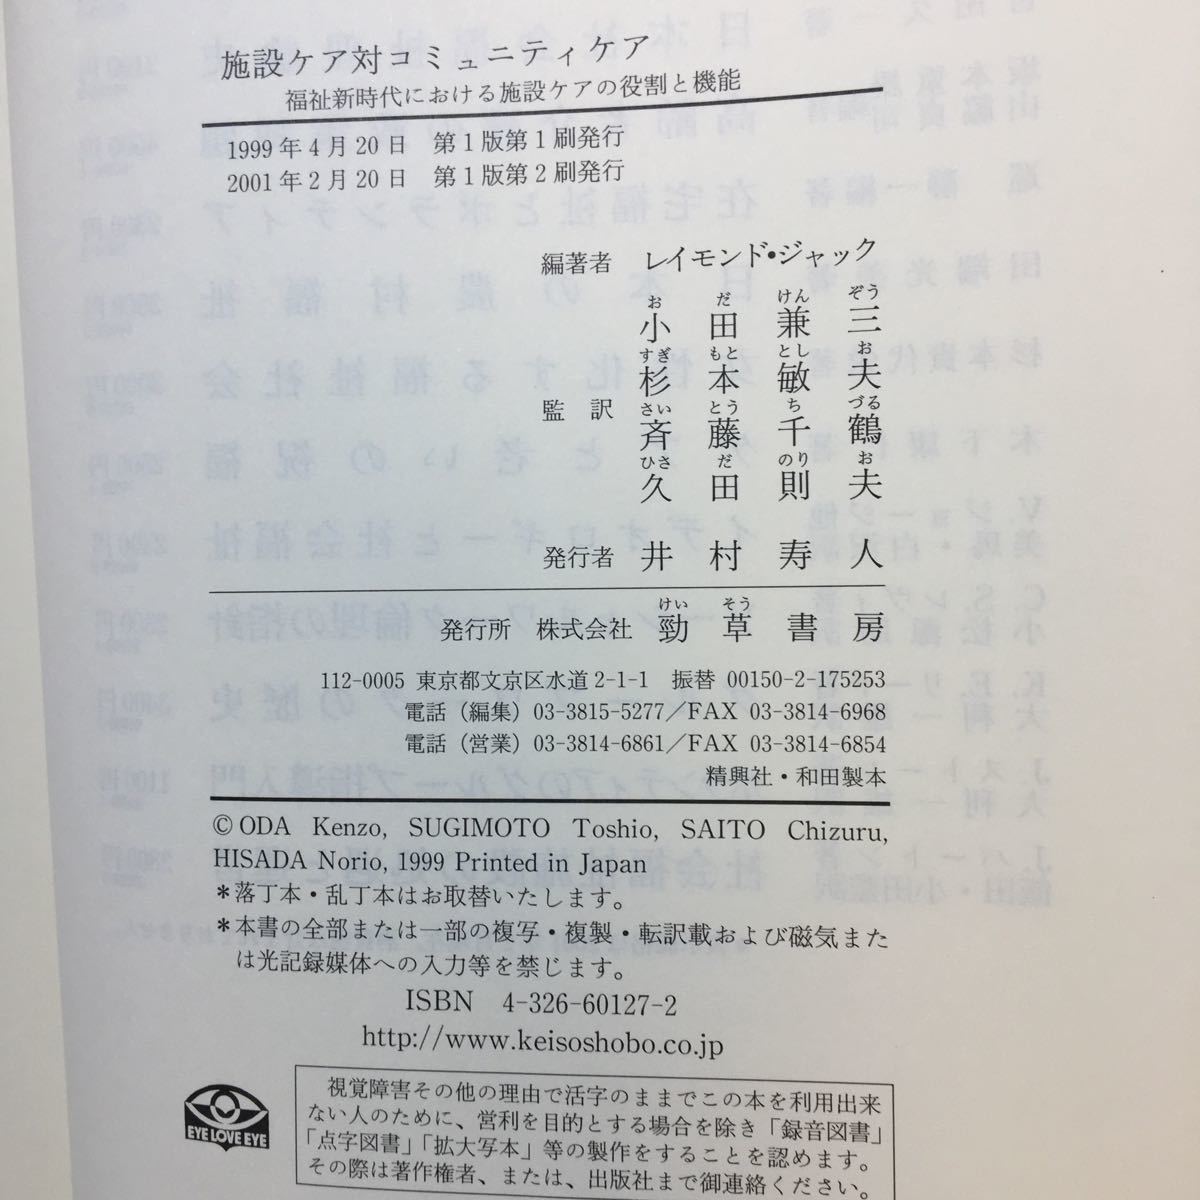 施設ケア対コミュニティケア
福祉新時代における施設ケアの役割と機能
1999年4月20日 第1版第1刷発行
2001年2月20日 第1版第2刷発行
編著者 レイモンド・ジャック
お だ けん ぞう
小田兼三
すぎ もと とし お
杉本敏夫
監訳
さい とう ち づる
斉藤千鶴
ひさ だ のり お
久田則夫
発行者 井村寿人
けい そう
発行所 株式会社 勁草書房
112-0005 東京都文京区水道2-1-1 振替 00150-2-175253
電話(編集)03-3815-5277/FAX 03-3814-6968
電話(営業)03-3814-6861/FAX 03-3814-6854
精興社・和田製本
© ODA Kenzo, SUGIMOTO Toshio, SAITO Chizuru,
HISADA Norio, 1999 Printed in Japan
*落丁本・乱丁本はお取替いたします。
*本書の全部または一部の複写・複製・転訳載および磁気また
は光記録媒体への入力等を禁じます。
ISBN 4-326-60127-2
http://www.keisoshobo.co.jp
EYE LOVE EYE
視覚障害その他の理由で活字のままでこの本を利用出来
ない人のために、営利を目的とする場合を除き「録音図書」
「点字図書」「拡大写本」等の製作をすることを認めます。
その際は著作権者、または、出版社まで御連絡ください。